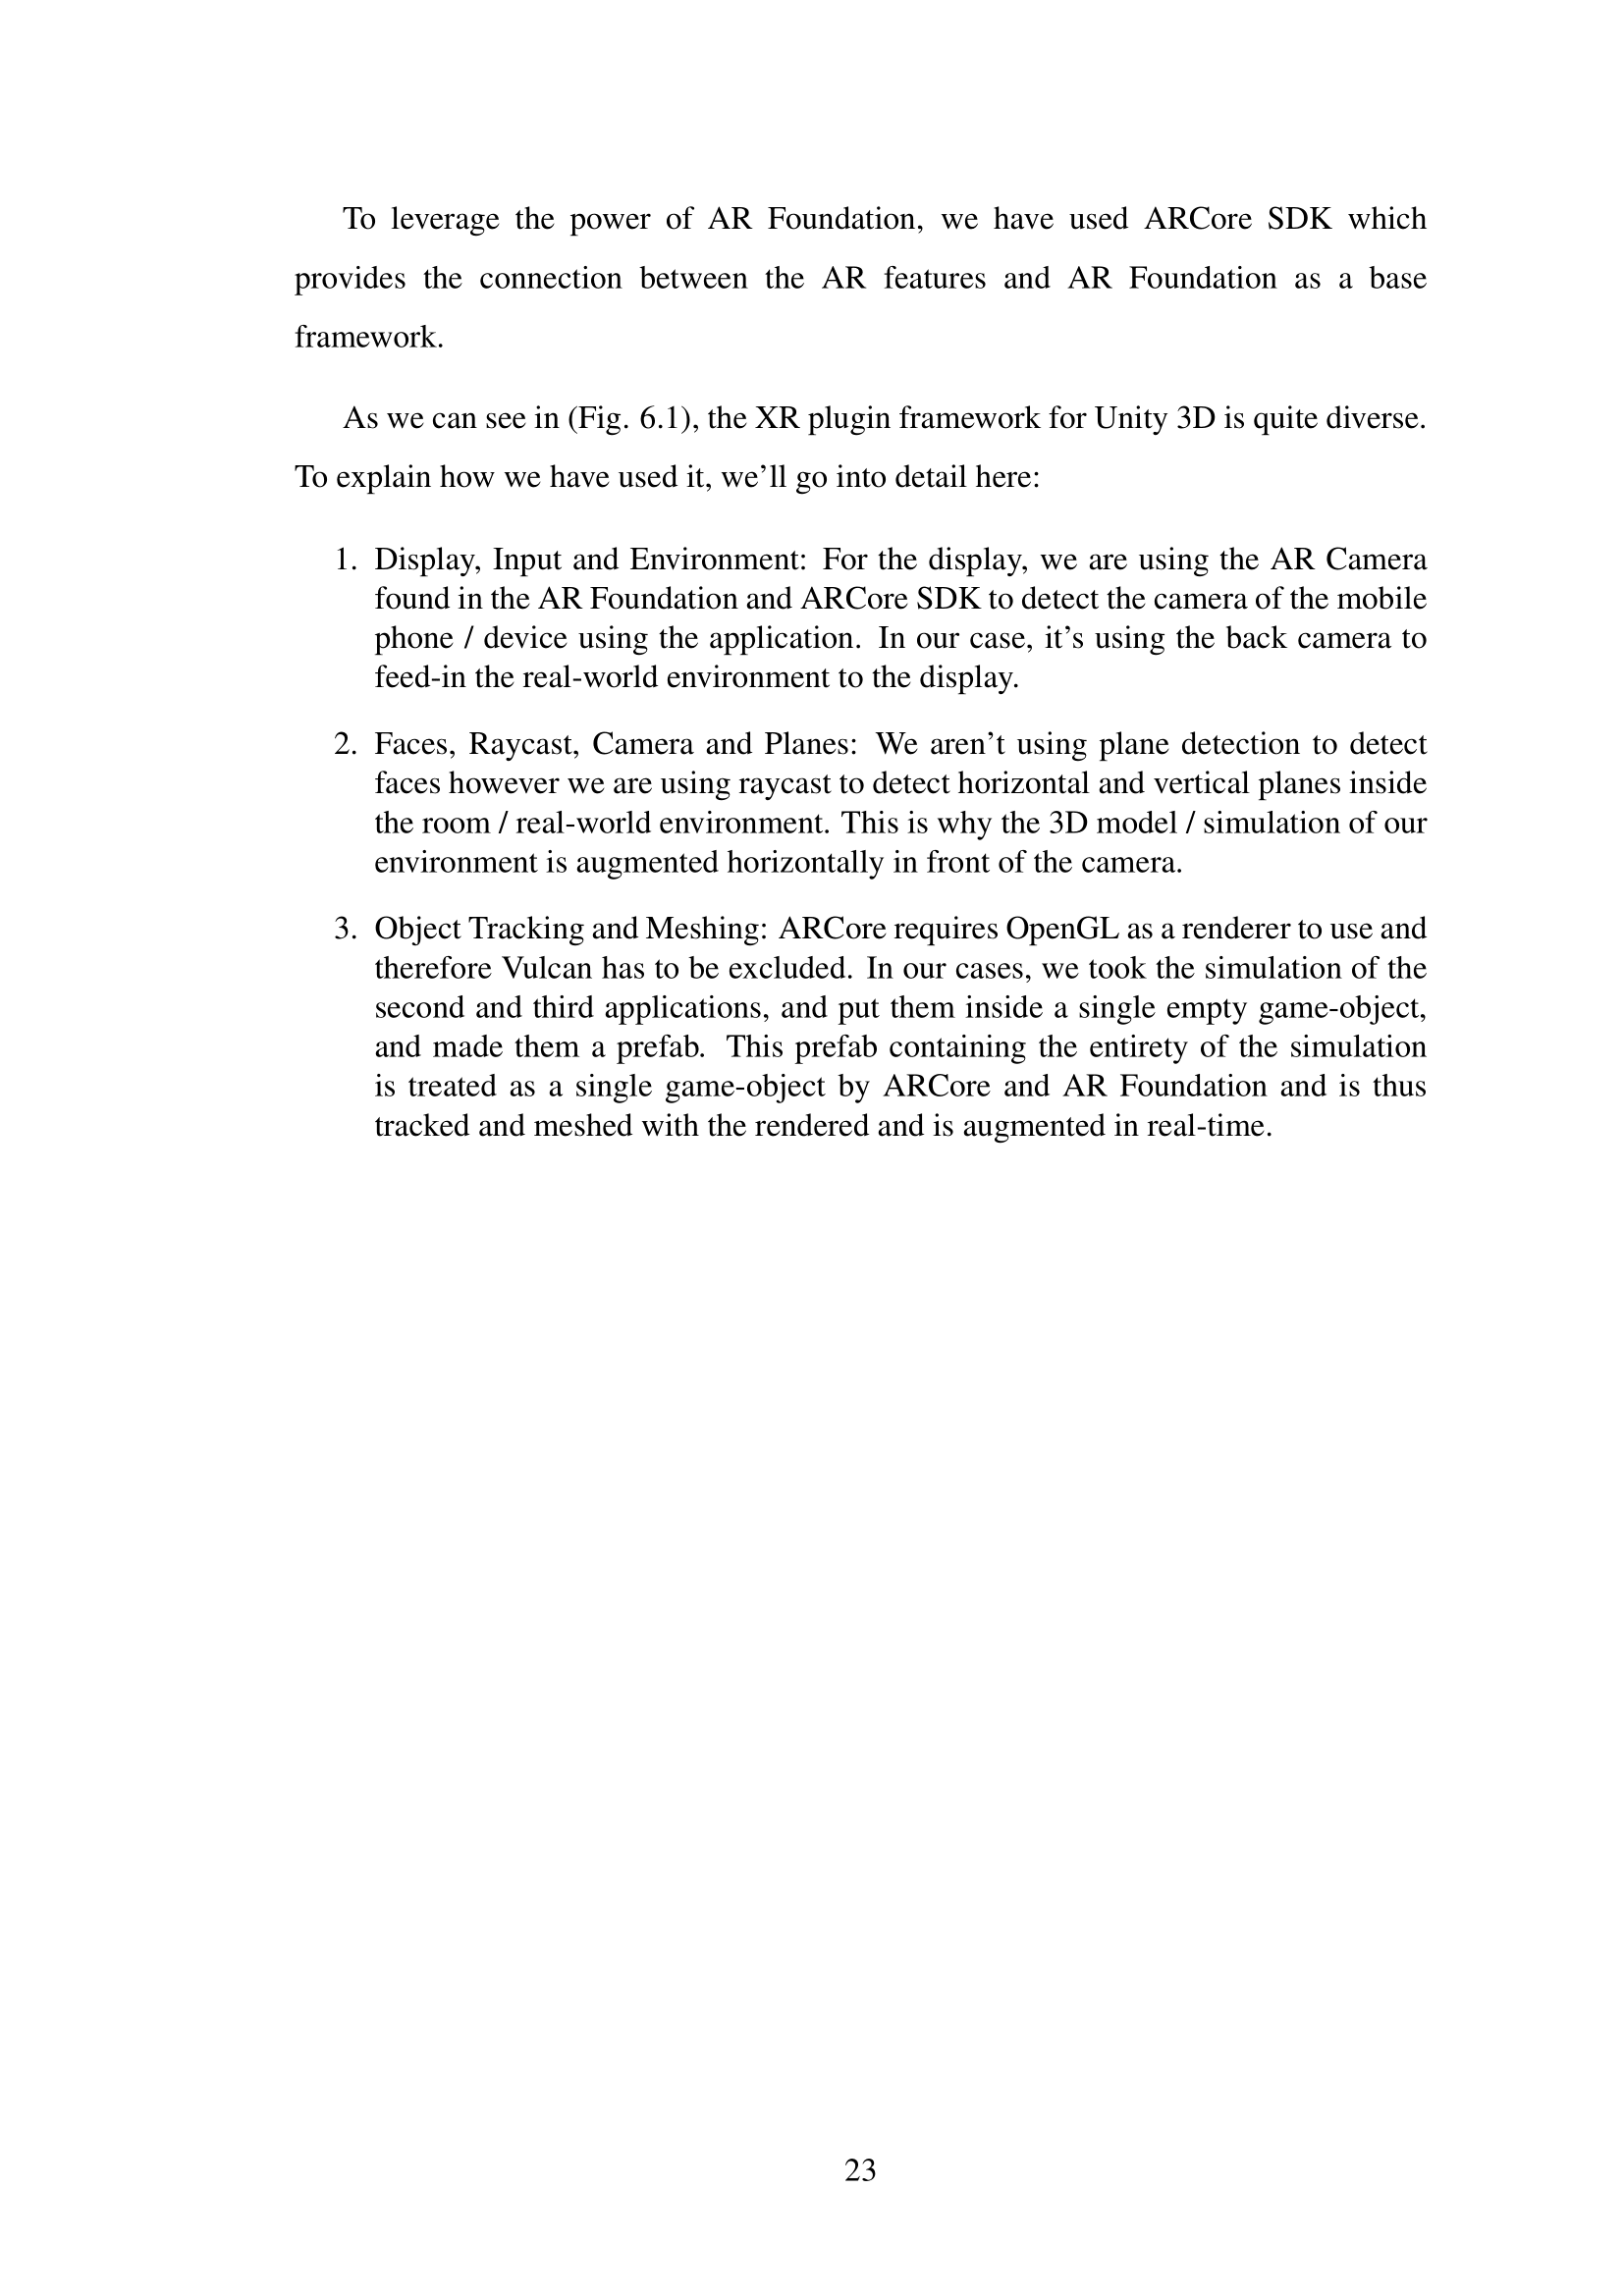 To leverage the power of AR Foundation, we have used ARCore SDK which
provides the connection between the AR features and AR Foundation as a base
framework.
As we can see in (Fig. 6.1), the XR plugin framework for Unity 3D is quite diverse.
To explain how we have used it, we'll go into detail here:
1. Display, Input and Environment: For the display, we are using the AR Camera
found in the AR Foundation and ARCore SDK to detect the camera of the mobile
phone / device using the application. In our case, it's using the back camera to
feed-in the real-world environment to the display.
2. Faces, Raycast, Camera and Planes: We aren't using plane detection to detect
faces however we are using raycast to detect horizontal and vertical planes inside
the room / real-world environment. This is why the 3D model / simulation of our
environment is augmented horizontally in front of the camera.
3. Object Tracking and Meshing: ARCore requires OpenGL as a renderer to use and
therefore Vulcan has to be excluded. In our cases, we took the simulation of the
second and third applications, and put them inside a single empty game-object,
and made them a prefab. This prefab containing the entirety of the simulation
is treated as a single game-object by ARCore and AR Foundation and is thus
tracked and meshed with the rendered and is augmented in real-time.
23